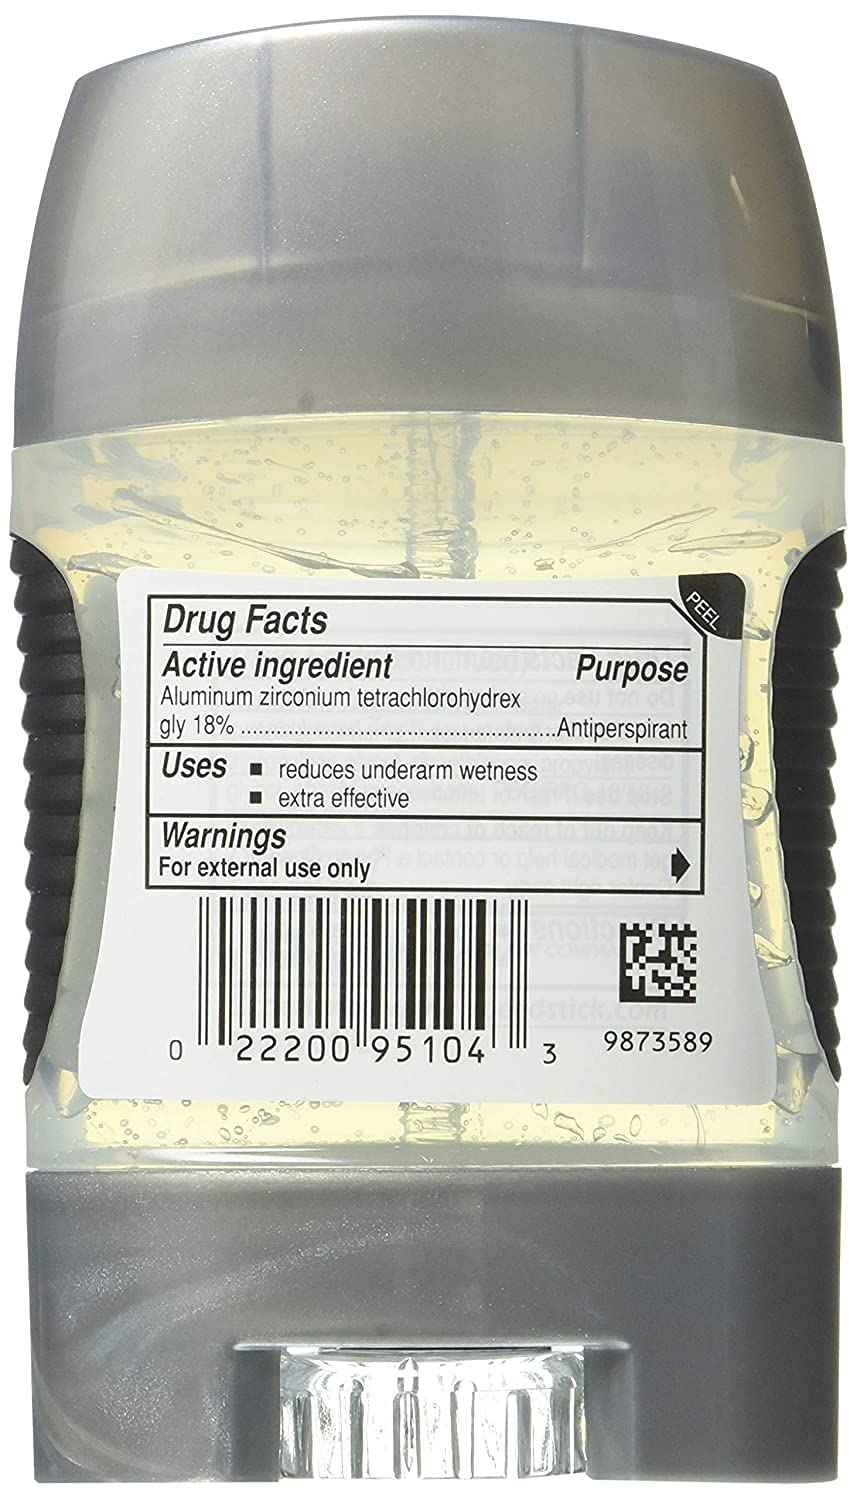 PEEL
Drug Facts
Active ingredient Purpose
Aluminum zirconium tetrachlorohydrex
gly 18% ......................................................Antiperspirant
Uses ■ reduces underarm wetness
■ extra effective
Warnings
For external use only
0 22200 95104 3
9873589